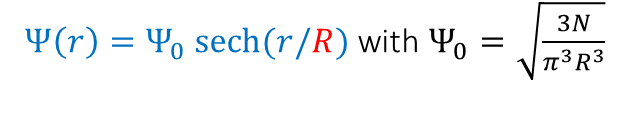 Ψ(r) = Ψ₀ sech(r/R) with Ψ₀ = √(3N/π³R³)